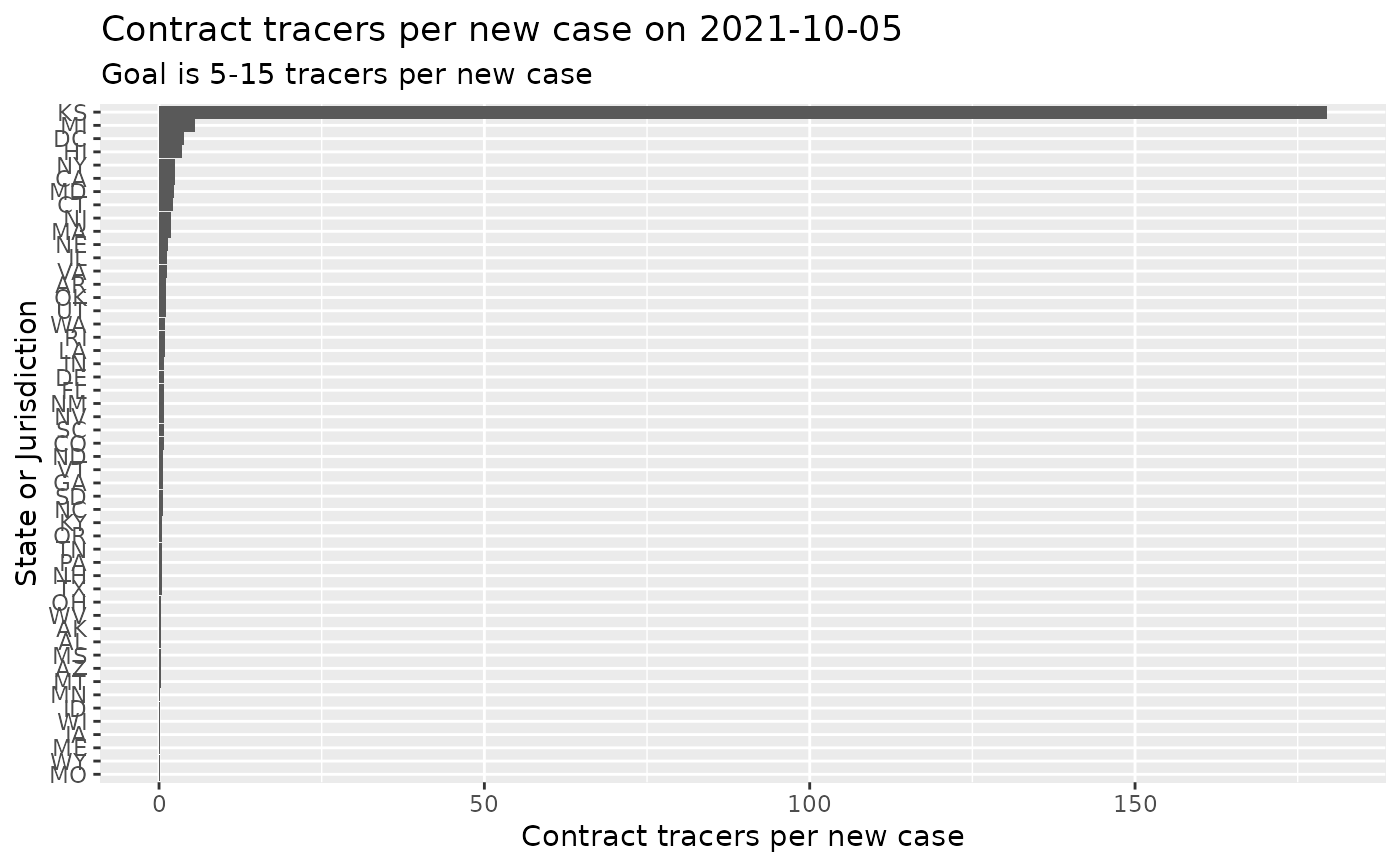 Contract tracers per new case on 2021-10-05
Goal is 5-15 tracers per new case
State or Jurisdiction
KS
MI
DC
HI
NY
CA
MD
CT
NJ
MA
NE
IL
VA
AR
OK
UT
WA
RI
LA
IN
DE
FL
NM
NV
SC
CO
ND
VT
GA
SD
NC
KY
OR
TN
PA
NH
TX
OH
WV
AK
AL
MS
AZ
MT
MN
ID
WI
IA
ME
WY
MO
0 50 100 150
Contract tracers per new case